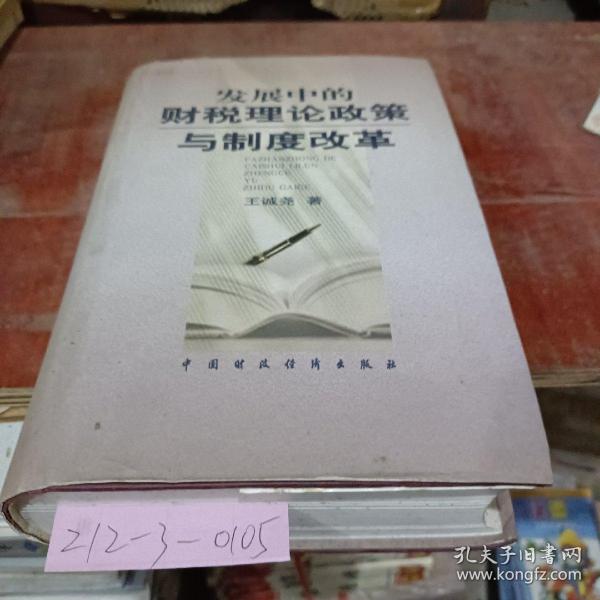 发展中的
财税理论政策
与制度改革
FAZHANZHONG DE
CAISHUI LILUN
ZHENGCE
YU
ZHIDU GAIGE
王诚尧 著
中国财政经济出版社
212-3-0105
孔夫子旧书网
www.kongfz.com